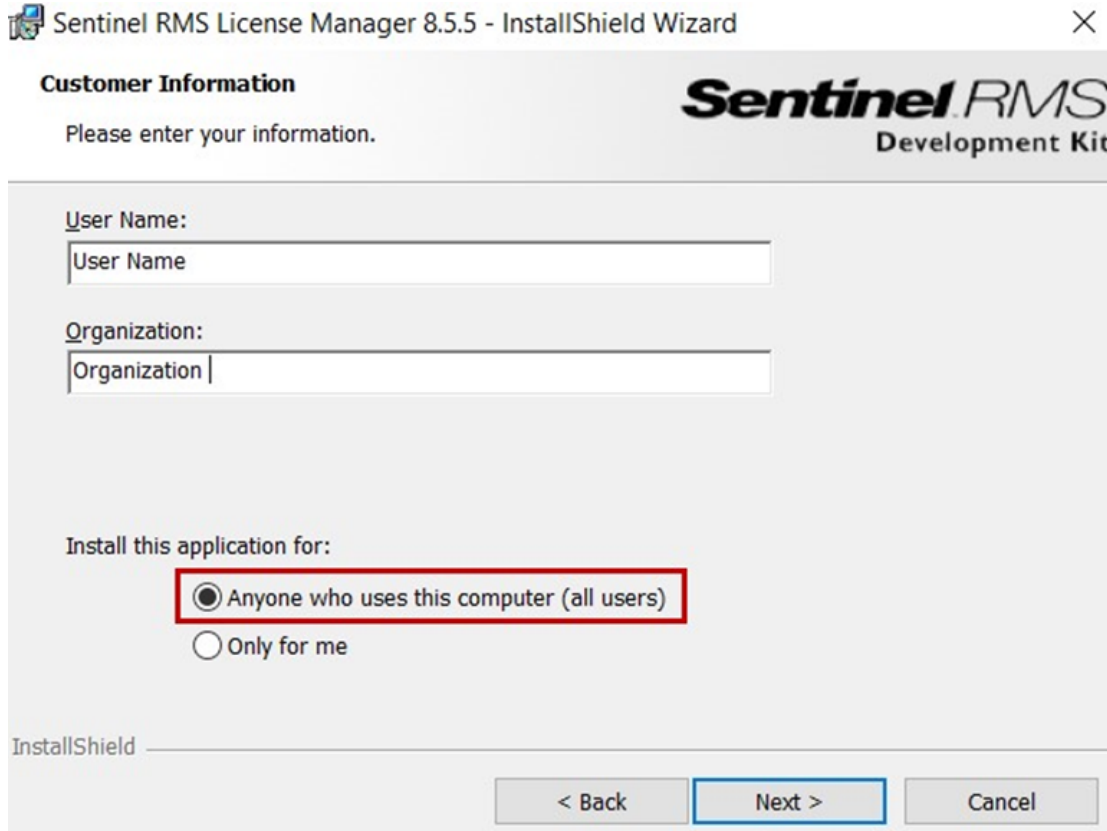 Sentinel RMS License Manager 8.5.5 - InstallShield Wizard
Customer Information
Please enter your information.
Sentinel RMS
Development Kit
User Name:
User Name
Organization:
Organization
Install this application for:
Anyone who uses this computer (all users)
Only for me
InstallShield
< Back
Next >
Cancel